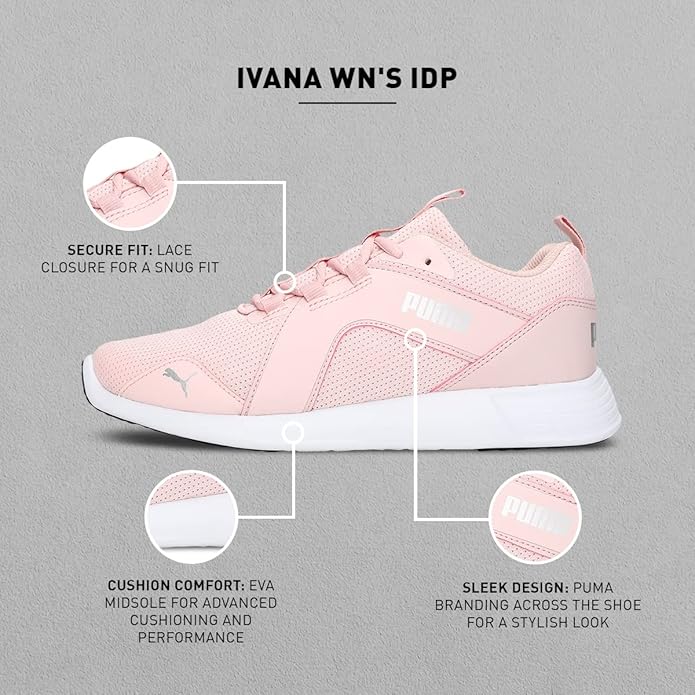 IVANA WN'S IDP
SECURE FIT: LACE
CLOSURE FOR A SNUG FIT
PUMA
PUMA
CUSHION COMFORT: EVA
MIDSOLE FOR ADVANCED
CUSHIONING AND
PERFORMANCE
SLEEK DESIGN: PUMA
BRANDING ACROSS THE SHOE
FOR A STYLISH LOOK